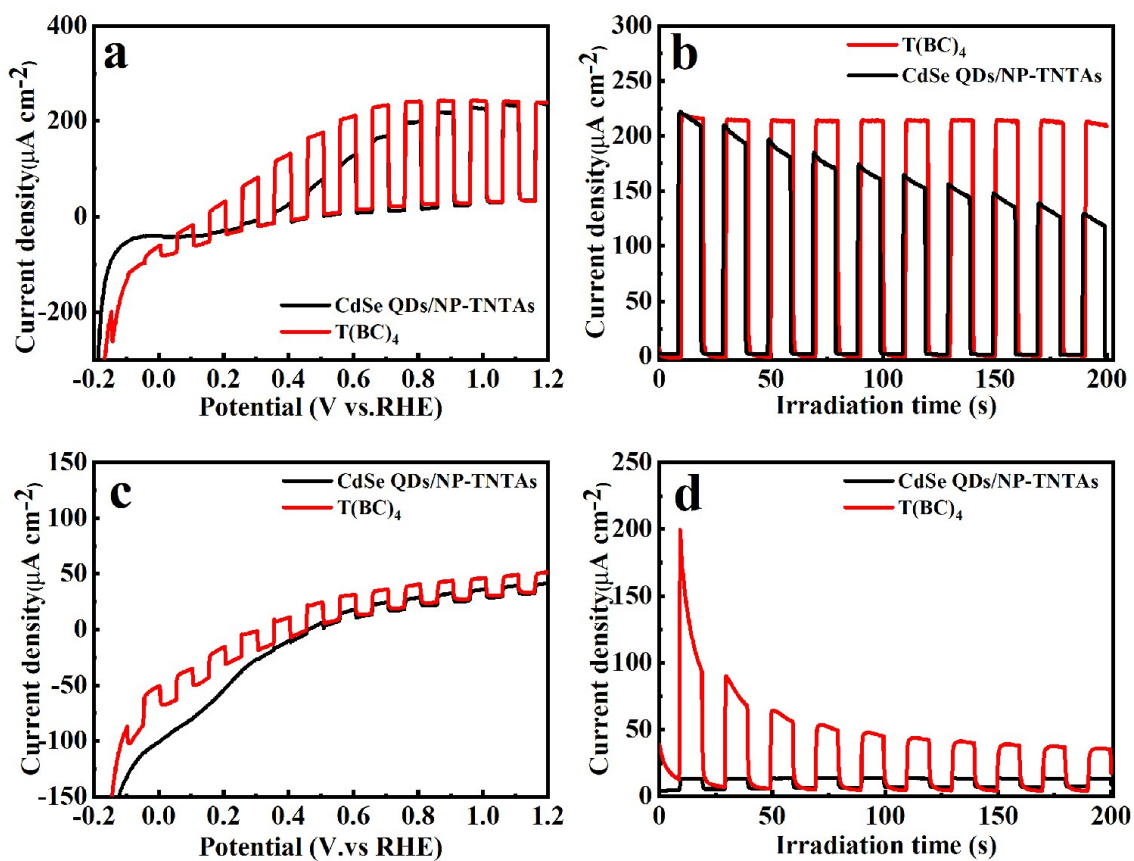 a
400
200
0
-200
Current density(μA cm⁻²)
CdSe QDs/NP-TNTAs
T(BC)₄
-0.2 0.0 0.2 0.4 0.6 0.8 1.0 1.2
Potential (V vs.RHE)
b
300
250
200
150
100
50
0
Current density(μA cm⁻²)
T(BC)₄
CdSe QDs/NP-TNTAs
0 50 100 150 200
Irradiation time (s)
c
150
100
50
0
-50
-100
-150
Current density(μA cm⁻²)
CdSe QDs/NP-TNTAs
T(BC)₄
-0.2 0.0 0.2 0.4 0.6 0.8 1.0 1.2
Potential (V.vs RHE)
d
250
200
150
100
50
0
Current density(μA cm⁻²)
CdSe QDs/NP-TNTAs
T(BC)₄
0 50 100 150 200
Irradiation time (s)